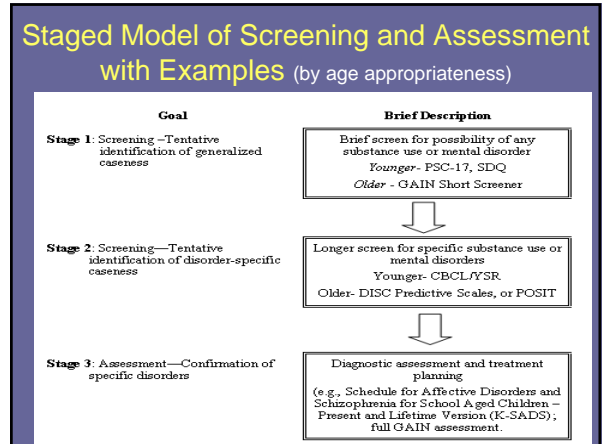 Staged Model of Screening and Assessment
with Examples (by age appropriateness)
Goal
Brief Description
Stage 1: Screening –Tentative
identification of generalized
caseness
Brief screen for possibility of any
substance use or mental disorder
Younger- PSC-17, SDQ
Older - GAIN Short Screener
Stage 2: Screening—Tentative
identification of disorder-specific
caseness
Longer screen for specific substance use or
mental disorders
Younger- CBCL/YSR
Older- DISC Predictive Scales, or POSIT
Stage 3: Assessment—Confirmation of
specific disorders
Diagnostic assessment and treatment
planning
(e.g., Schedule for Affective Disorders and
Schizophrenia for School Aged Children –
Present and Lifetime Version (K-SADS);
full GAIN assessment.